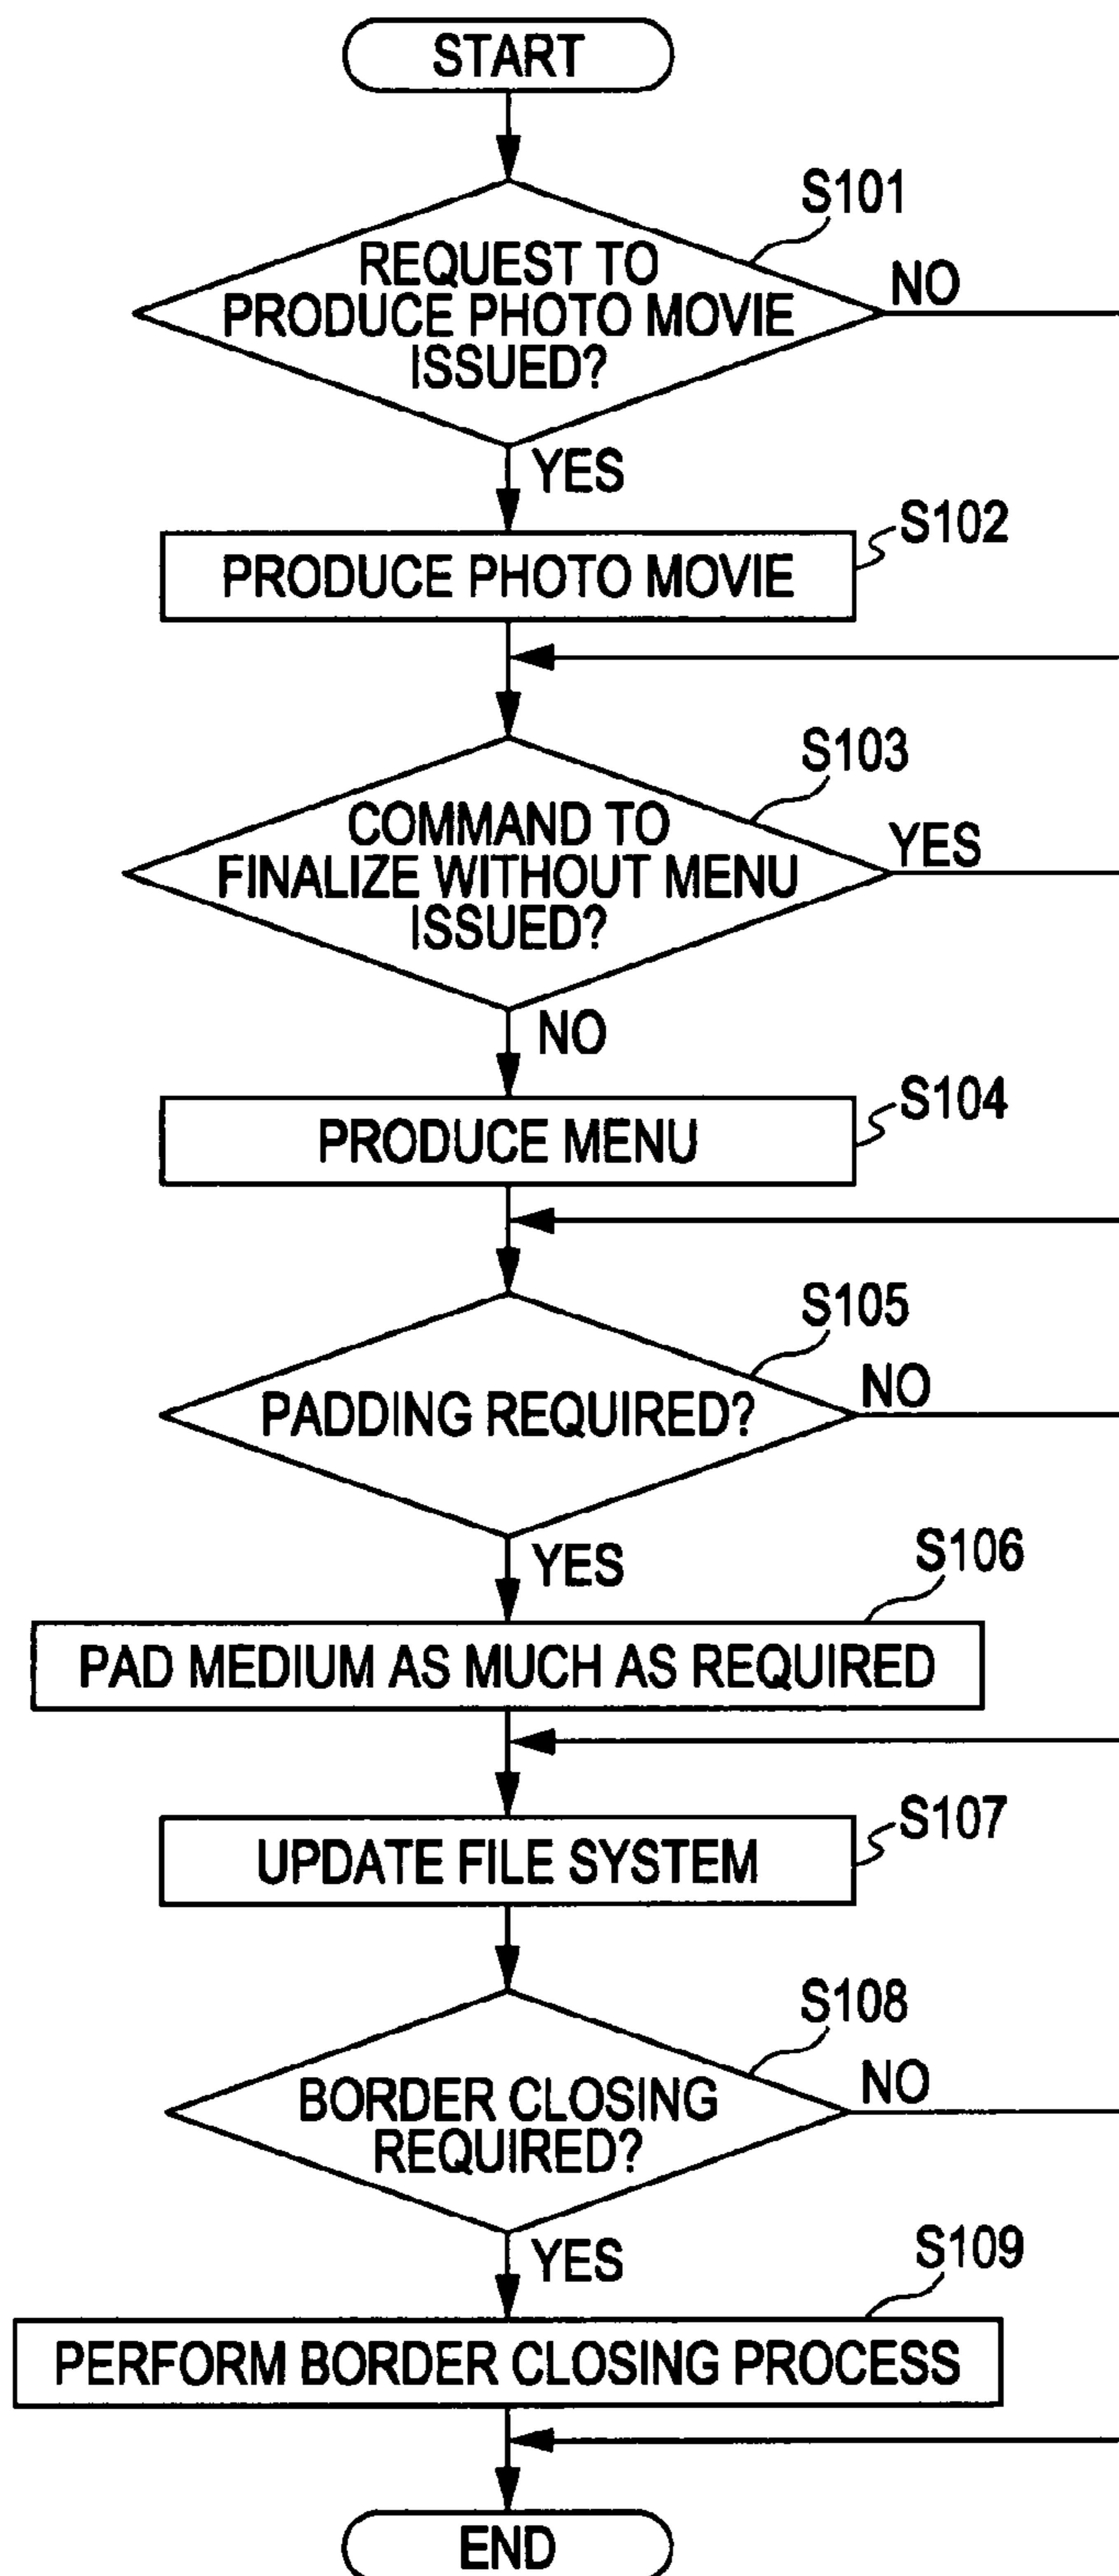 START
S101
REQUEST TO
PRODUCE PHOTO MOVIE
ISSUED?
NO
YES
S102
PRODUCE PHOTO MOVIE
S103
COMMAND TO
FINALIZE WITHOUT MENU
ISSUED?
YES
NO
S104
PRODUCE MENU
S105
PADDING REQUIRED?
NO
YES
S106
PAD MEDIUM AS MUCH AS REQUIRED
S107
UPDATE FILE SYSTEM
S108
BORDER CLOSING
REQUIRED?
NO
YES
S109
PERFORM BORDER CLOSING PROCESS
END